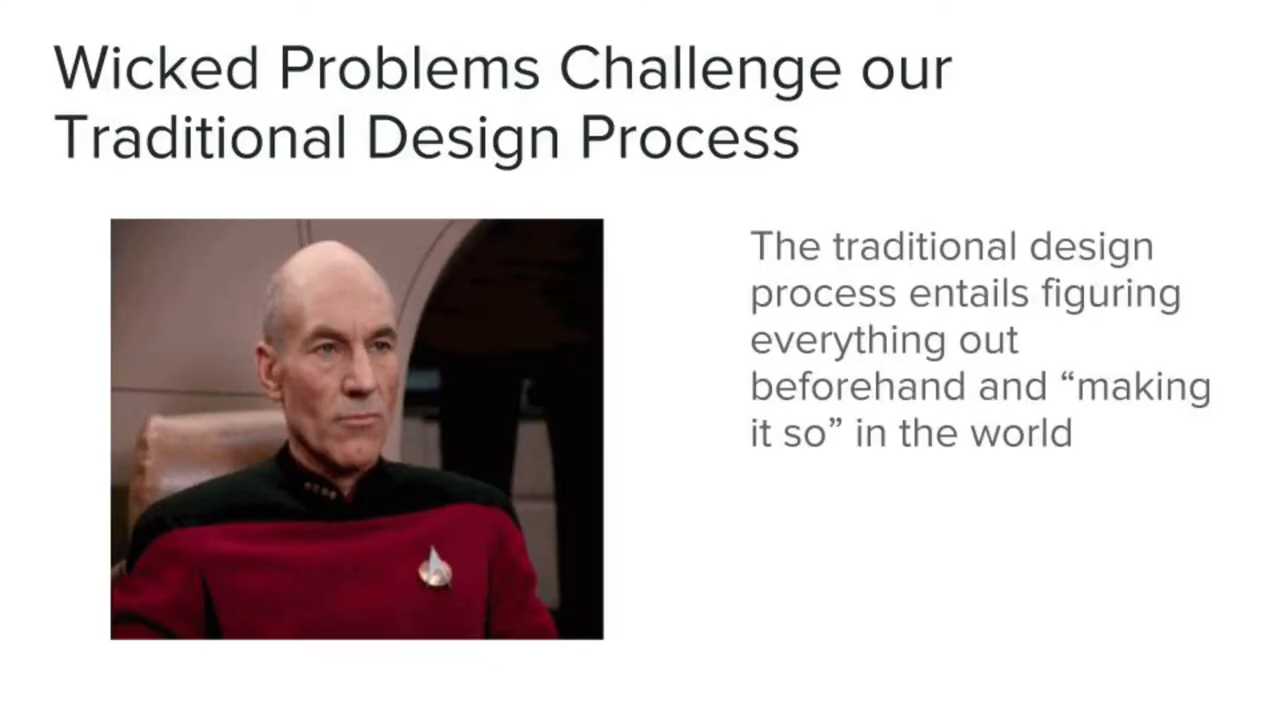 Wicked Problems Challenge our
Traditional Design Process
The traditional design
process entails figuring
everything out
beforehand and “making
it so” in the world